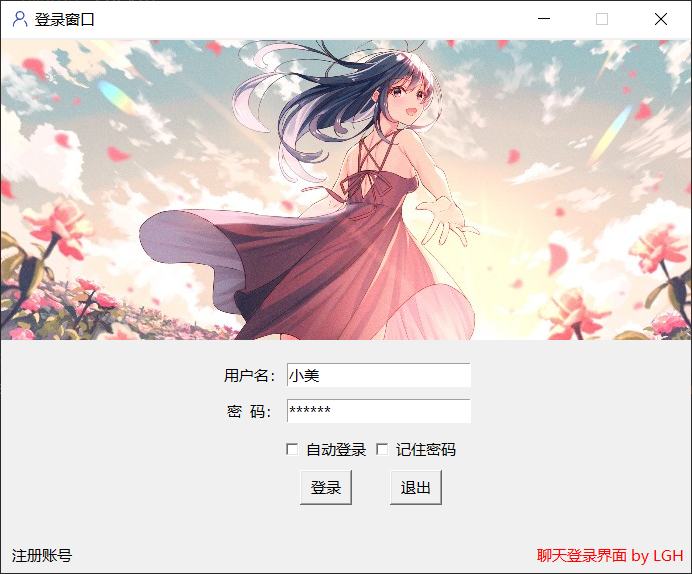 登录窗口
用户名： 小美
密 码： ******
自动登录 记住密码
登录 退出
注册账号 聊天登录界面 by LGH